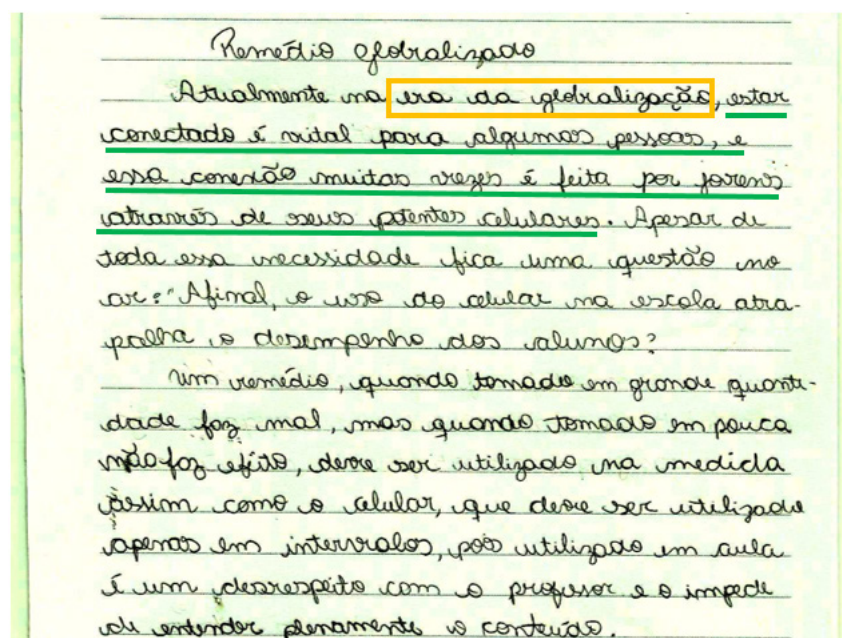 Remédio globalizado
Atualmente na era da globalização, estar
conectado é vital para algumas pessoas, e
essa conexão muitas vezes é feita por jovens
através de seus potentes celulares. Apesar de
toda essa necessidade fica uma questão no
ar: "Afinal, o uso do celular na escola atra-
palha o desempenho dos alunos?
Um remédio, quando tomado em grande quanti-
dade faz mal, mas quando tomado em pouca
não faz efeito, deve ser utilizado na medida
assim como o celular, que deve ser utilizado
apenas em intervalos, pois utilizado em aula
é um desrespeito com o professor e o impede
de entender plenamente o conteúdo.